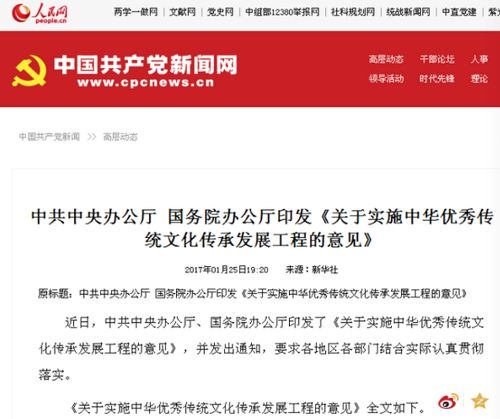 人民网 people.cn 两学一做网 文献网 党史网 中组部12380举报网 社科规划网 统战新闻网 中直党建
中国共产党新闻网
www.cpcnews.cn
高层动态 干部论坛 人事
领导活动 时代先锋 理论
中国共产党新闻 >> 高层动态
中共中央办公厅 国务院办公厅印发《关于实施中华优秀传
统文化传承发展工程的意见》
2017年01月25日19:20 来源：新华社
原标题：中共中央办公厅 国务院办公厅印发《关于实施中华优秀传统文化传承发展工程的意见》
近日，中共中央办公厅、国务院办公厅印发了《关于实施中华优秀传统文
化传承发展工程的意见》，并发出通知，要求各地区各部门结合实际认真贯彻
落实。
《关于实施中华优秀传统文化传承发展工程的意见》全文如下。